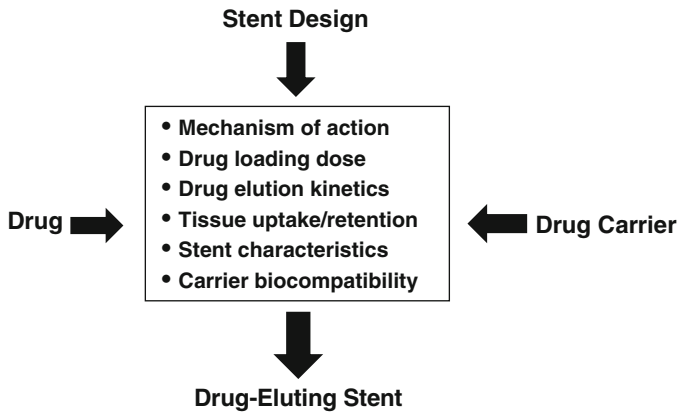 Stent Design
• Mechanism of action
• Drug loading dose
• Drug elution kinetics
• Tissue uptake/retention
• Stent characteristics
• Carrier biocompatibility
Drug
Drug Carrier
Drug-Eluting Stent